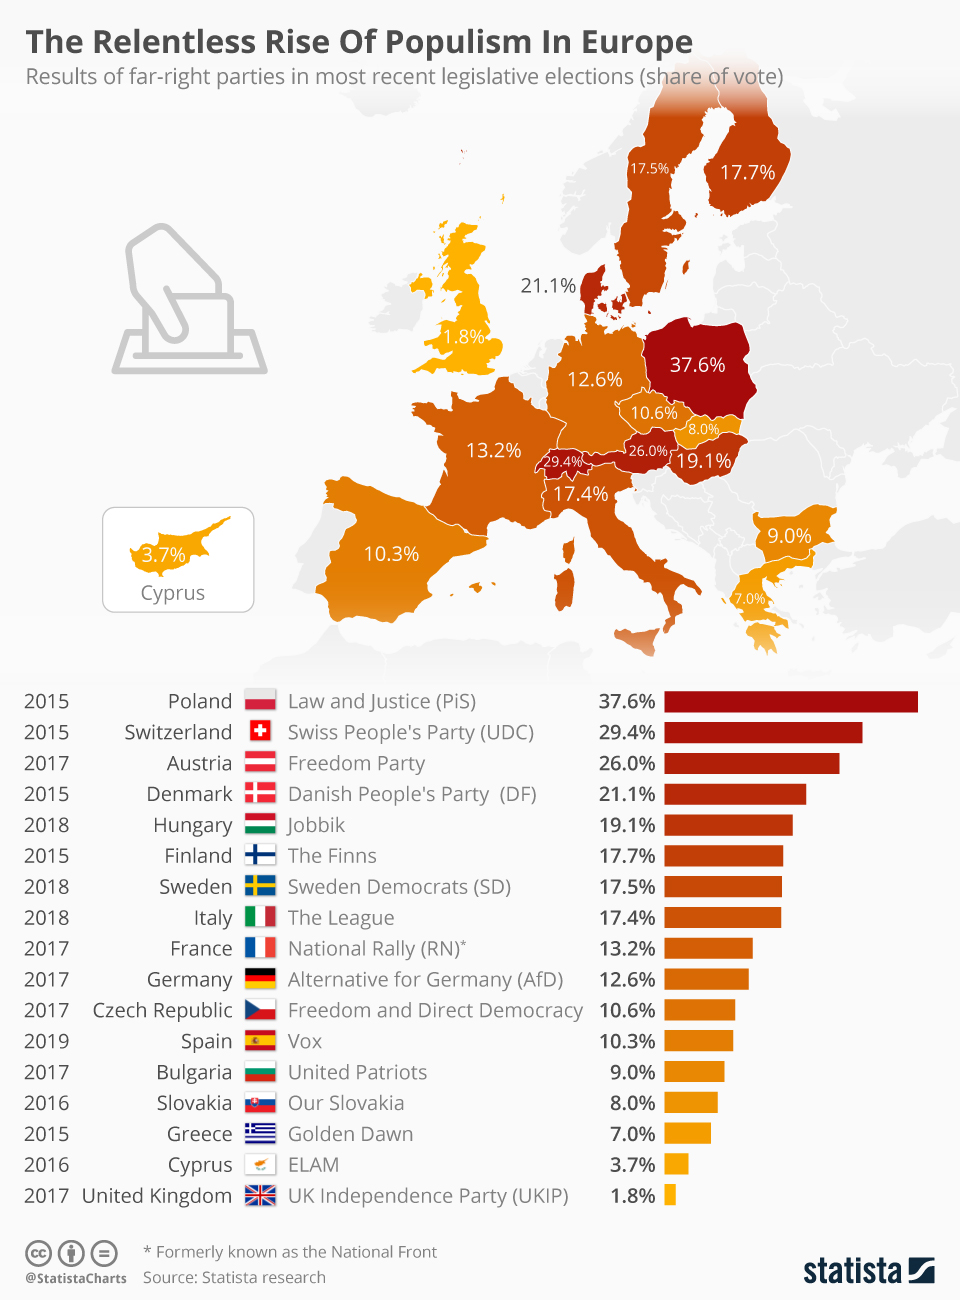 The Relentless Rise Of Populism In Europe
Results of far-right parties in most recent legislative elections (share of vote)
17.5%
17.7%
21.1%
1.8%
37.6%
12.6%
10.6%
8.0%
13.2%
29.4%
26.0%
19.1%
17.4%
10.3%
9.0%
7.0%
3.7%
Cyprus
2015 Poland Law and Justice (PiS) 37.6%
2015 Switzerland Swiss People's Party (UDC) 29.4%
2017 Austria Freedom Party 26.0%
2015 Denmark Danish People's Party (DF) 21.1%
2018 Hungary Jobbik 19.1%
2015 Finland The Finns 17.7%
2018 Sweden Sweden Democrats (SD) 17.5%
2018 Italy The League 17.4%
2017 France National Rally (RN)* 13.2%
2017 Germany Alternative for Germany (AfD) 12.6%
2017 Czech Republic Freedom and Direct Democracy 10.6%
2019 Spain Vox 10.3%
2017 Bulgaria United Patriots 9.0%
2016 Slovakia Our Slovakia 8.0%
2015 Greece Golden Dawn 7.0%
2016 Cyprus ELAM 3.7%
2017 United Kingdom UK Independence Party (UKIP) 1.8%
cc
@StatistaCharts
* Formerly known as the National Front
Source: Statista research
statista